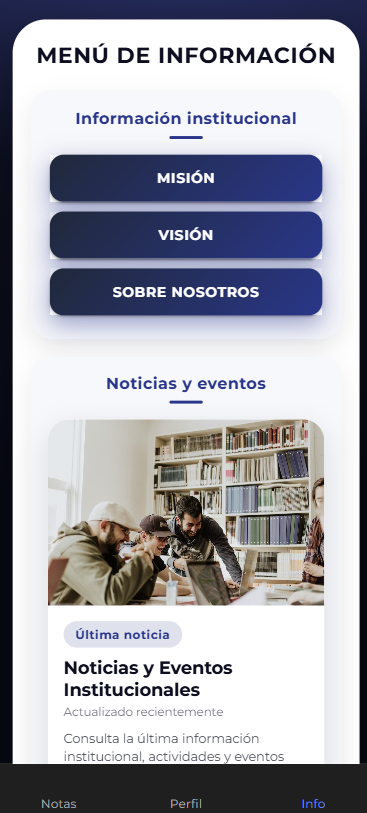 MENÚ DE INFORMACIÓN
Información institucional
MISIÓN
VISIÓN
SOBRE NOSOTROS
Noticias y eventos
Última noticia
Noticias y Eventos
Institucionales
Actualizado recientemente
Consulta la última información
institucional, actividades y eventos
Notas
Perfil
Info